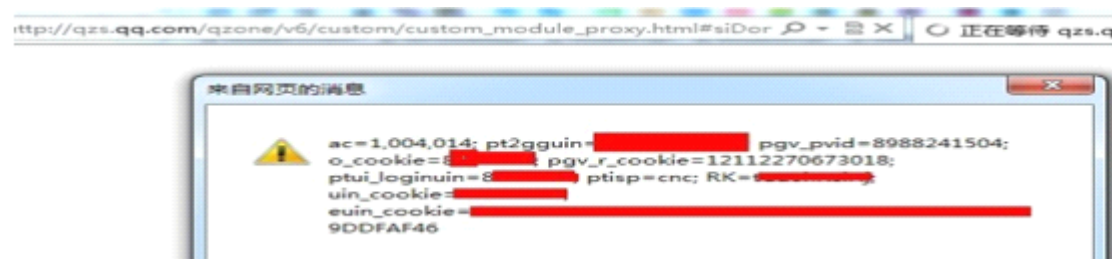 ttp://qzs.qq.com/qzone/v6/custom/custom_module_proxy.html#siDor
正在等待 qzs.q
来自网页的消息
ac=1,004,014; pt2gguin= pgv_pvid=8988241504;
o_cookie=8 ; pgv_r_cookie=12112270673018;
ptui_loginuin=8 ptisp=cnc; RK=
uin_cookie=
euin_cookie=
9DDFAF46